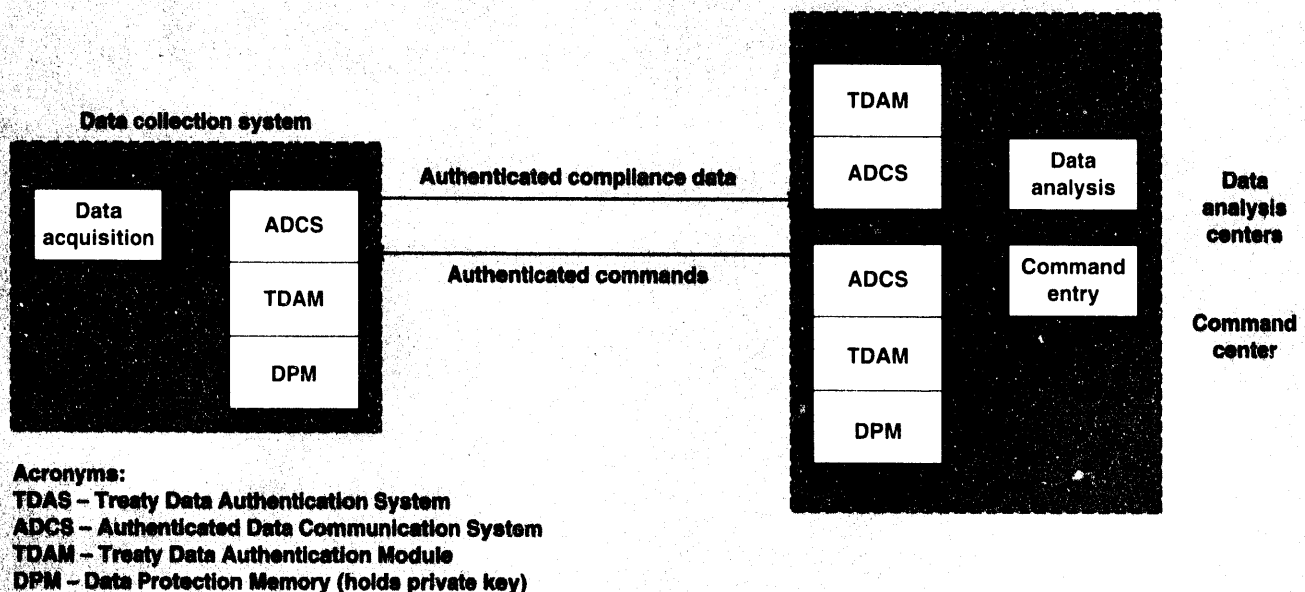 Data collection system
Data
acquisition
ADCS
TDAM
DPM
Authenticated compliance data
Authenticated commands
TDAM
ADCS
Data
analysis
ADCS
TDAM
DPM
Command
entry
Data
analysis
centers
Command
center
Acronyms:
TDAS – Treaty Data Authentication System
ADCS – Authenticated Data Communication System
TDAM – Treaty Data Authentication Module
DPM – Data Protection Memory (holds private key)